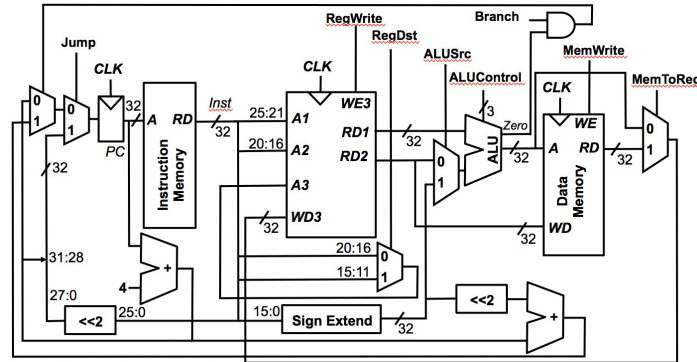 Branch
RegWrite
Jump
RegDst
ALUSrc
MemWrite
CLK
CLK
ALUControl
MemToReg
CLK
0
1
0
1
32
PC
A
RD
Instruction
Memory
Inst
32
25:21
20:16
A1
A2
A3
WD3
WE3
RD1
RD2
32
32
0
1
3
ALU
Zero
32
A
WE
RD
Data
Memory
WD
32
32
0
1
32
31:28
27:0
<<2
25:0
4
+
20:16
0
15:11
1
15:0
Sign Extend
32
<<2
+